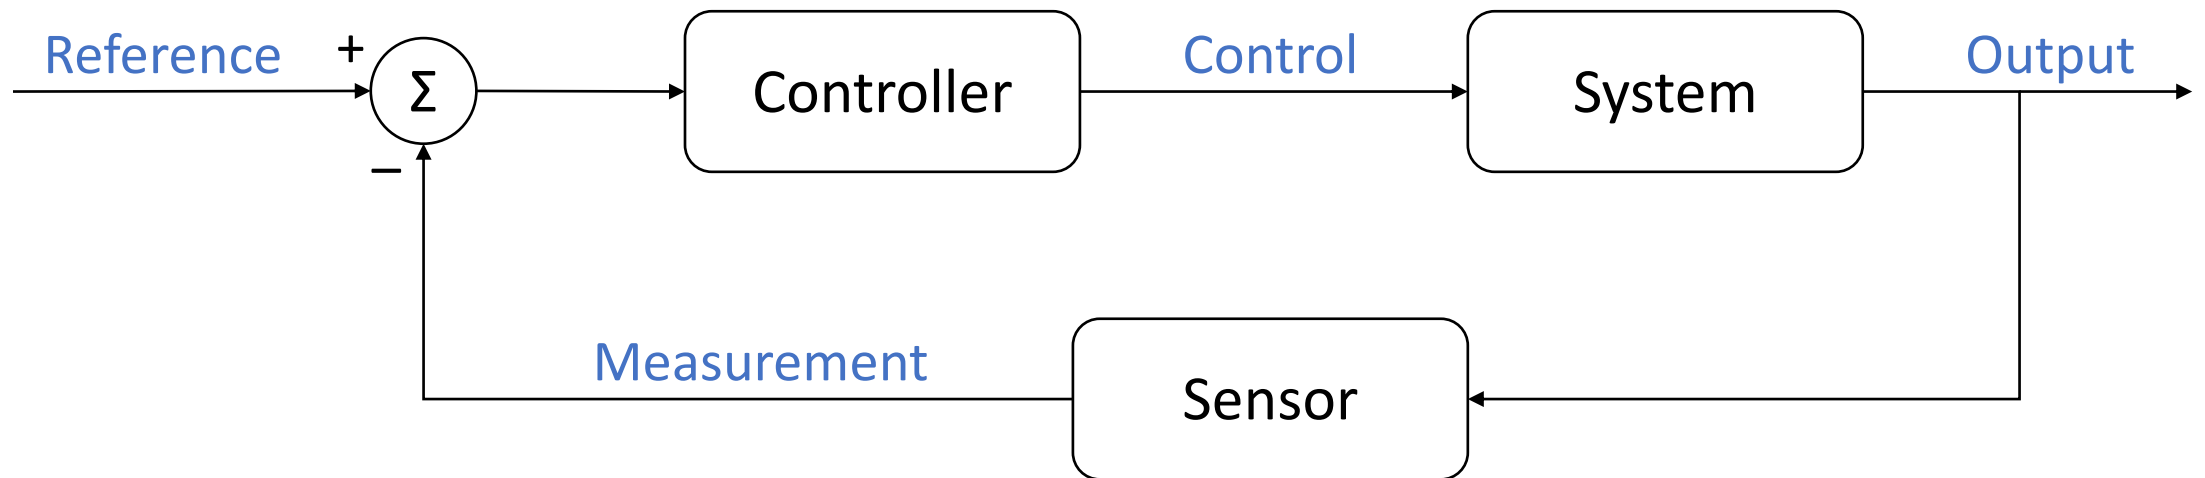 Reference
+
Σ
−
Controller
Control
System
Output
Measurement
Sensor